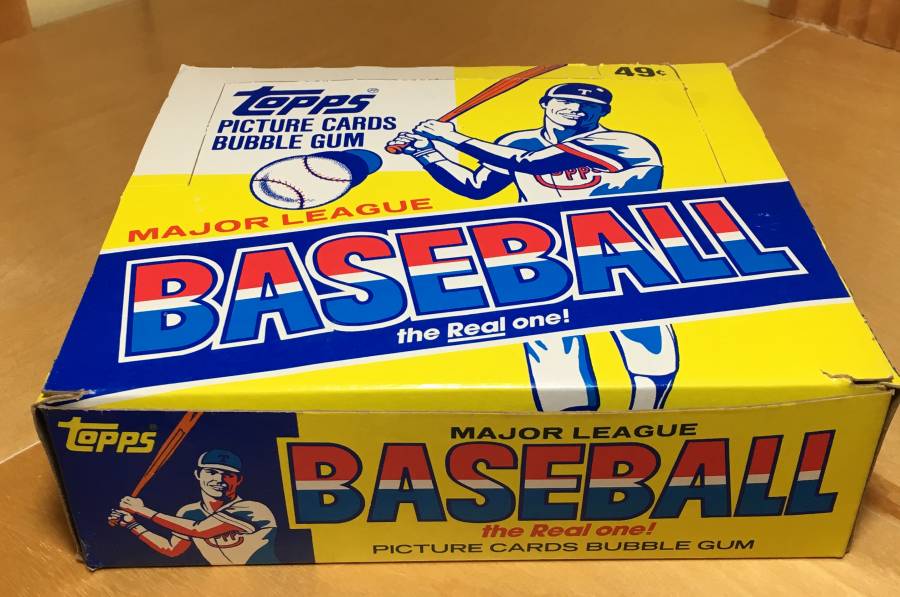 49¢
Topps®
PICTURE CARDS
BUBBLE GUM
T
Topps
MAJOR LEAGUE
BASEBALL
the Real one!
Topps®
MAJOR LEAGUE
T
BASEBALL
the Real one!
PICTURE CARDS BUBBLE GUM